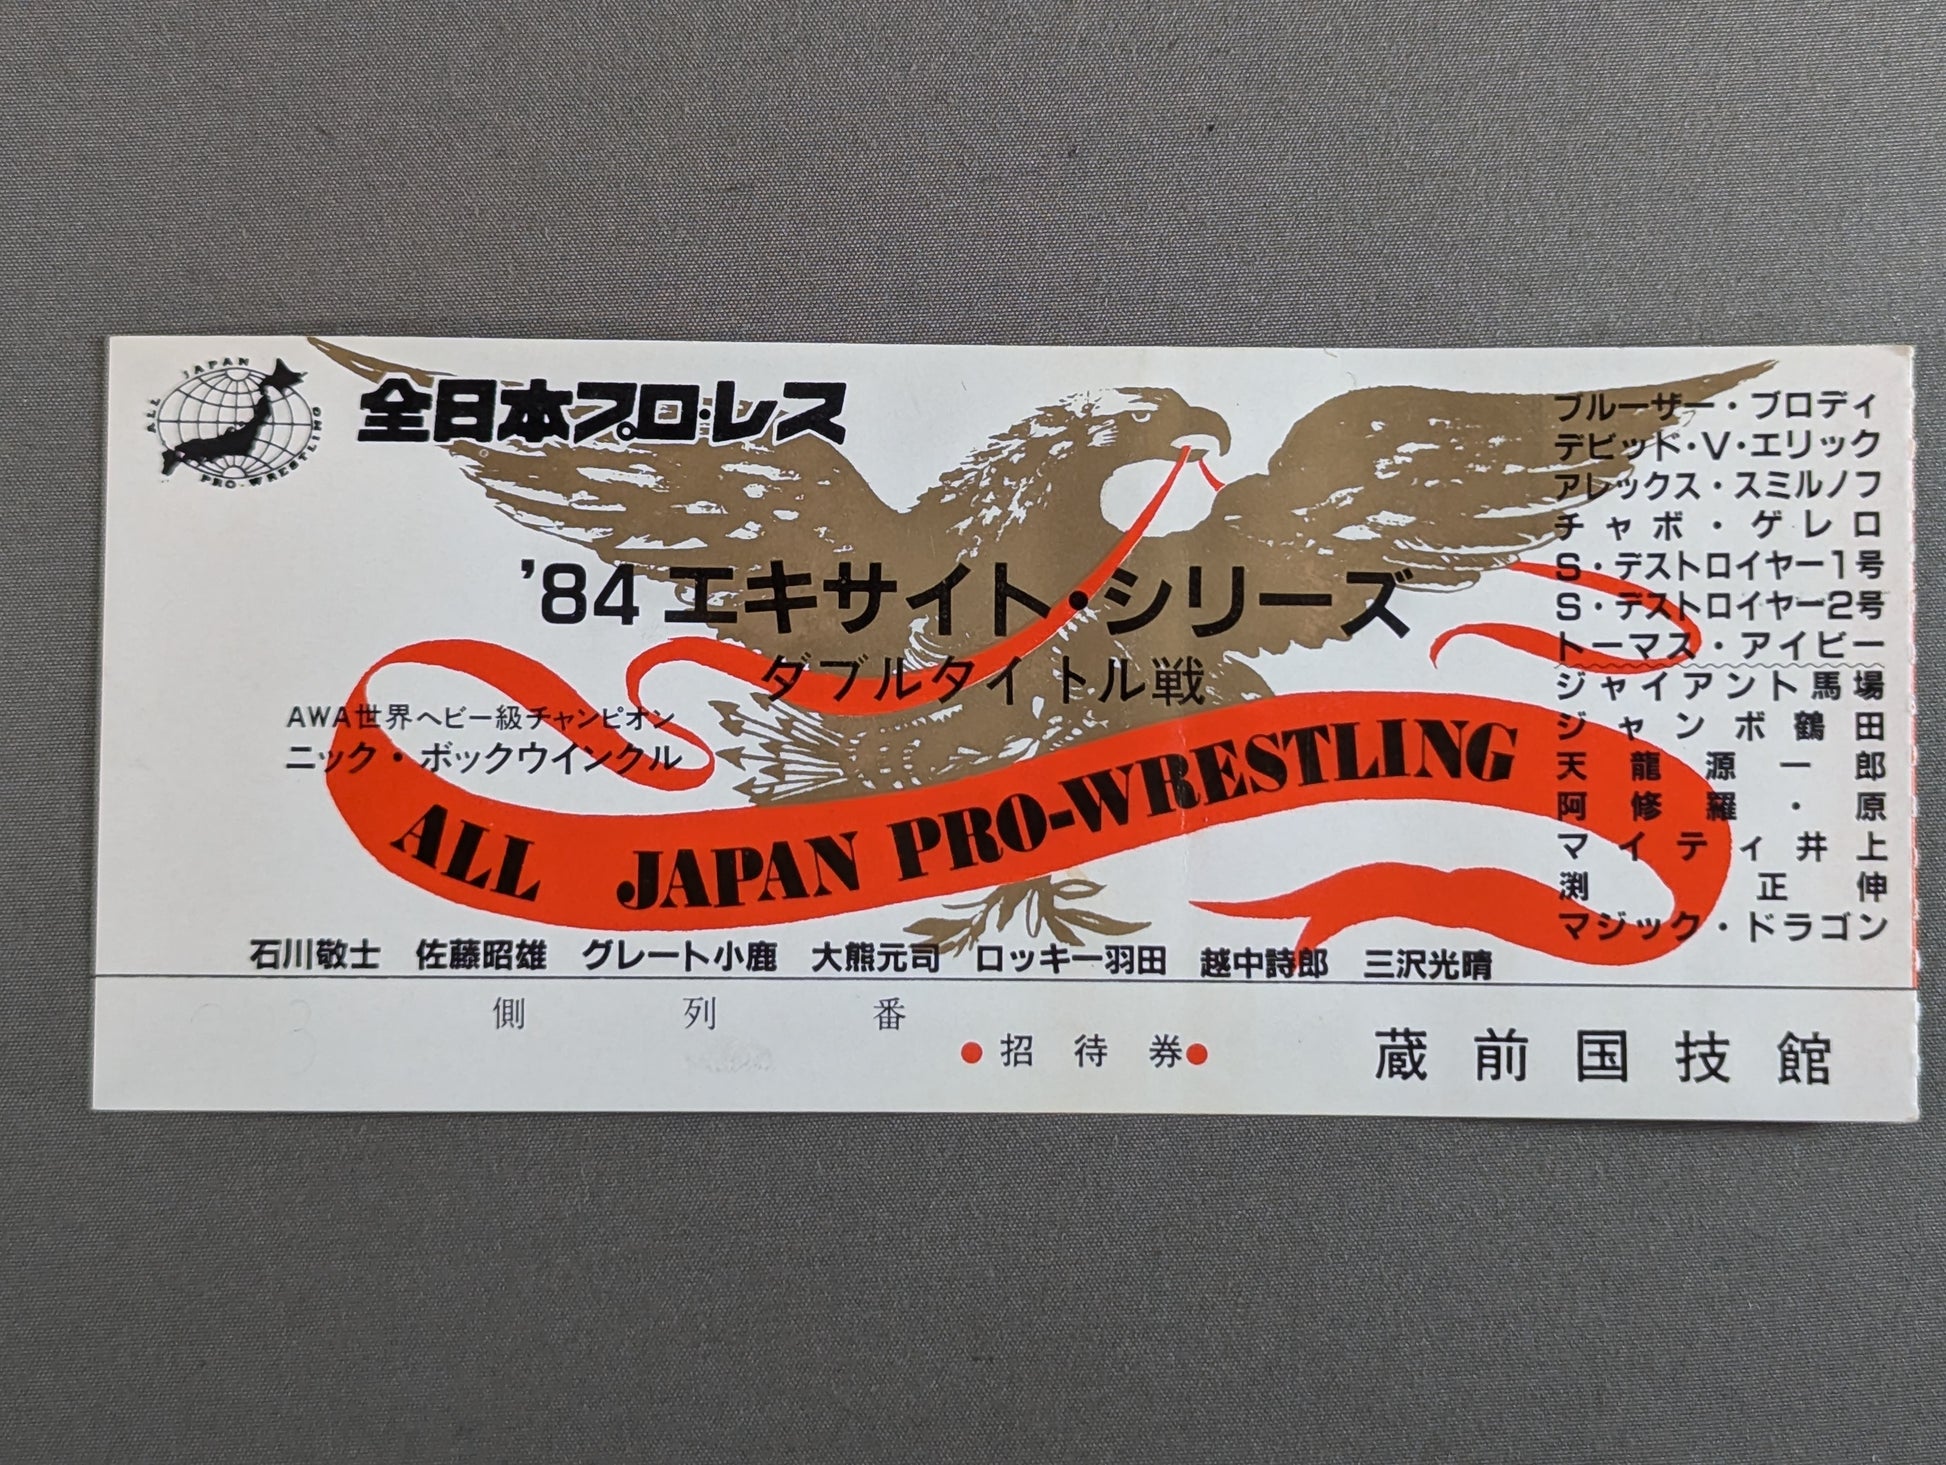 ALL JAPAN PRO-WRESTLING
全日本プロ・レス
'84 エキサイト・シリーズ
ダブルタイトル戦
AWA世界ヘビー級チャンピオン
ニック・ボックウインクル
ALL JAPAN PRO-WRESTLING
ブルーザー・ブロディ
デビッド・V・エリック
アレックス・スミルノフ
チャボ・ゲレロ
S・デストロイヤー1号
S・デストロイヤー2号
トーマス・アイビー
ジャイアント馬場
ジャンボ鶴田
天龍源一郎
阿修羅・原
マイティ井上
渕正伸
マジック・ドラゴン
石川敬士 佐藤昭雄 グレート小鹿 大熊元司 ロッキー羽田 越中詩郎 三沢光晴
側 列 番
●招待券●
蔵前国技館